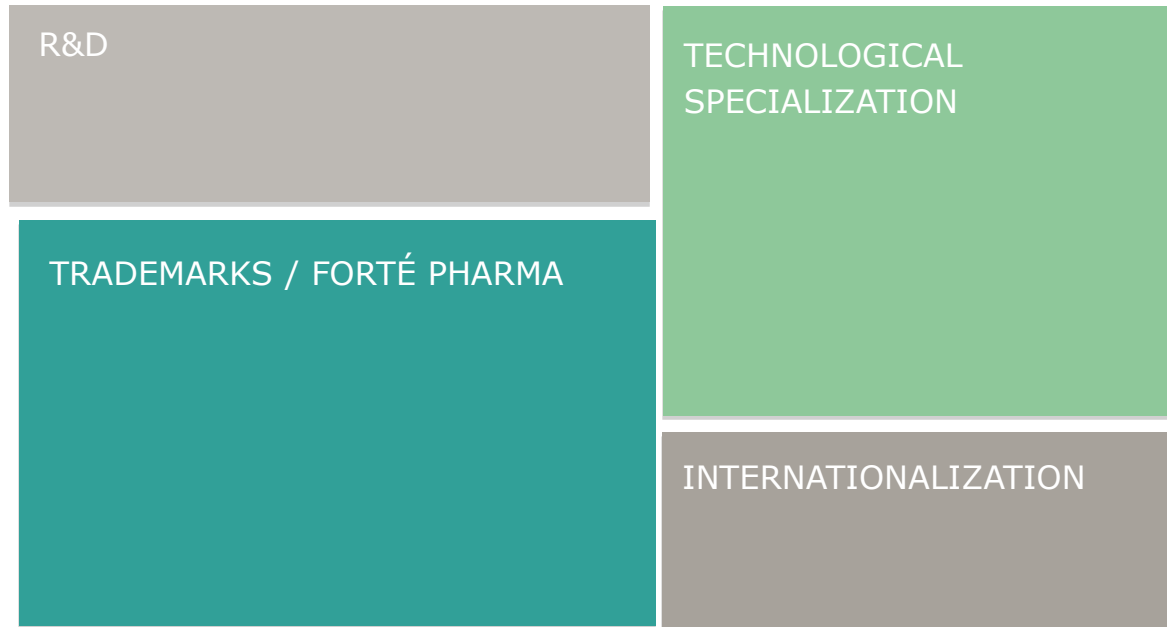 R&D
TECHNOLOGICAL
SPECIALIZATION
TRADEMARKS / FORTÉ PHARMA
INTERNATIONALIZATION